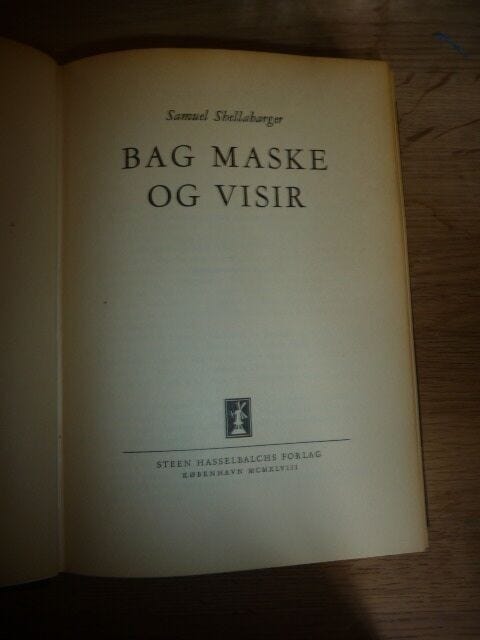 Samuel Shellabarger
BAG MASKE
OG VISIR
STEEN HASSELBALCHS FORLAG
KØBENHAVN MCMXLVIII